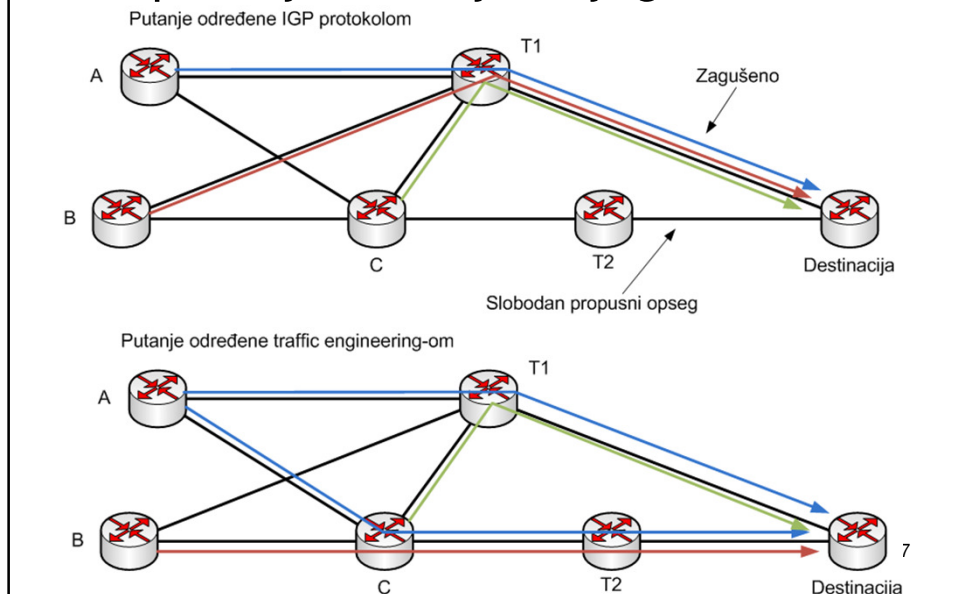 Putanje određene IGP protokolom
T1
A
Zagušeno
B
C
T2
Destinacija
Slobodan propusni opseg
Putanje određene traffic engineering-om
T1
A
B
7
C
T2
Destinacija